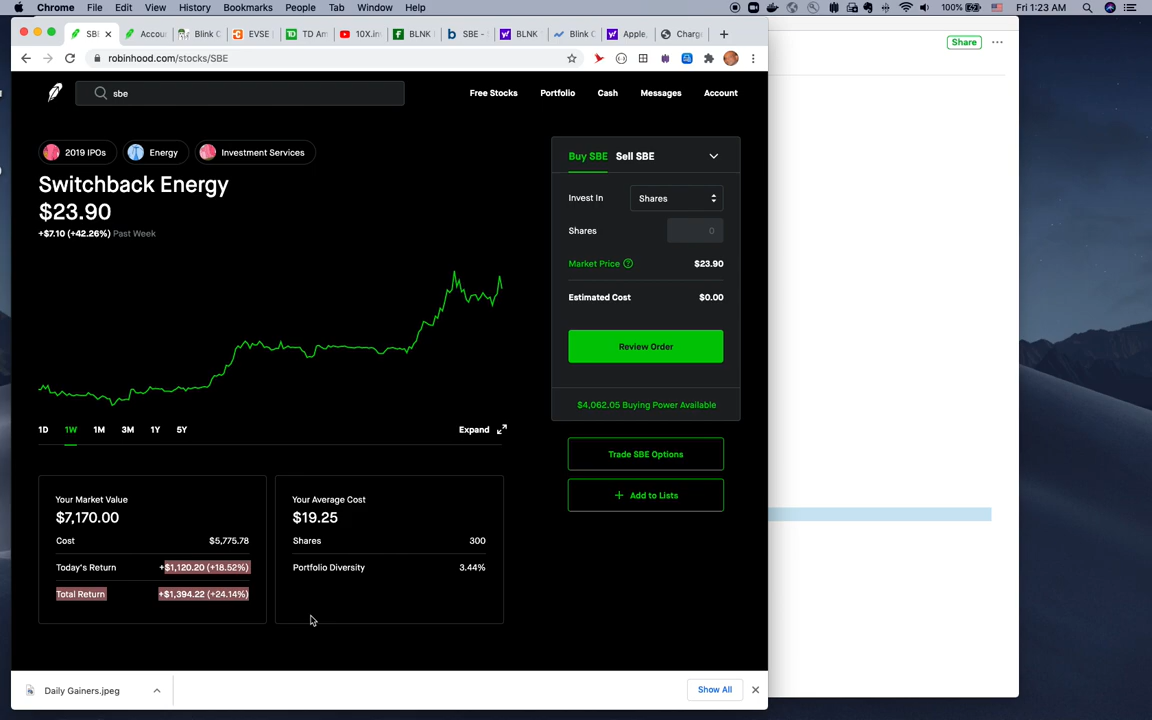 Chrome File Edit View History Bookmarks People Tab Window Help 100% Fri 1:23 AM
SBE Accou Blink C EVSE TD Am 10X.in BLNK SBE - BLNK Blink C Apple, Charg
robinhood.com/stocks/SBE
Share
sbe
Free Stocks Portfolio Cash Messages Account
2019 IPOs Energy Investment Services
Switchback Energy
$23.90
+$7.10 (+42.26%) Past Week
Buy SBE Sell SBE
Invest In Shares
Shares 0
Market Price $23.90
Estimated Cost $0.00
Review Order
$4,062.05 Buying Power Available
1D 1W 1M 3M 1Y 5Y Expand
Trade SBE Options
Add to Lists
Your Market Value
$7,170.00
Cost $5,775.78
Today's Return +$1,120.20 (+18.52%)
Total Return +$1,394.22 (+24.14%)
Your Average Cost
$19.25
Shares 300
Portfolio Diversity 3.44%
Daily Gainers.jpeg
Show All